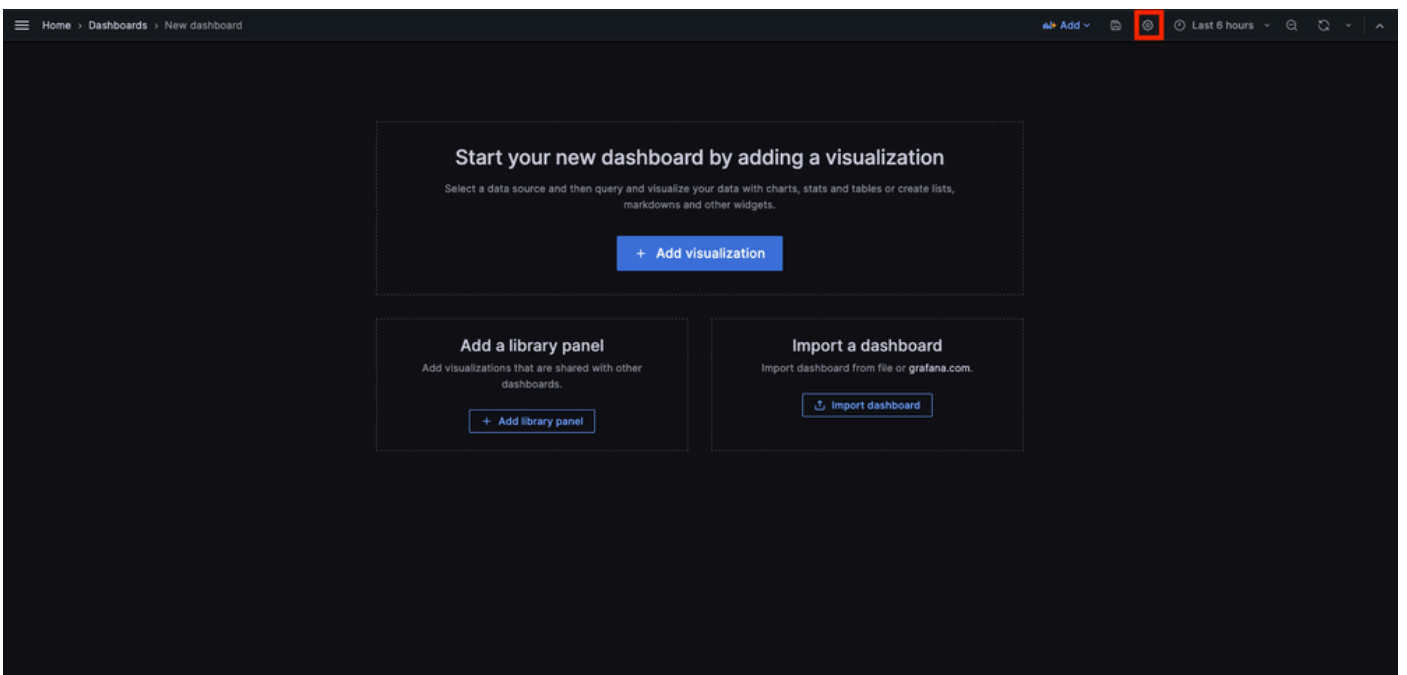 Home › Dashboards › New dashboard
Add
Last 6 hours
Start your new dashboard by adding a visualization
Select a data source and then query and visualize your data with charts, stats and tables or create lists,
markdowns and other widgets.
+ Add visualization
Add a library panel
Add visualizations that are shared with other
dashboards.
+ Add library panel
Import a dashboard
Import dashboard from file or grafana.com.
Import dashboard